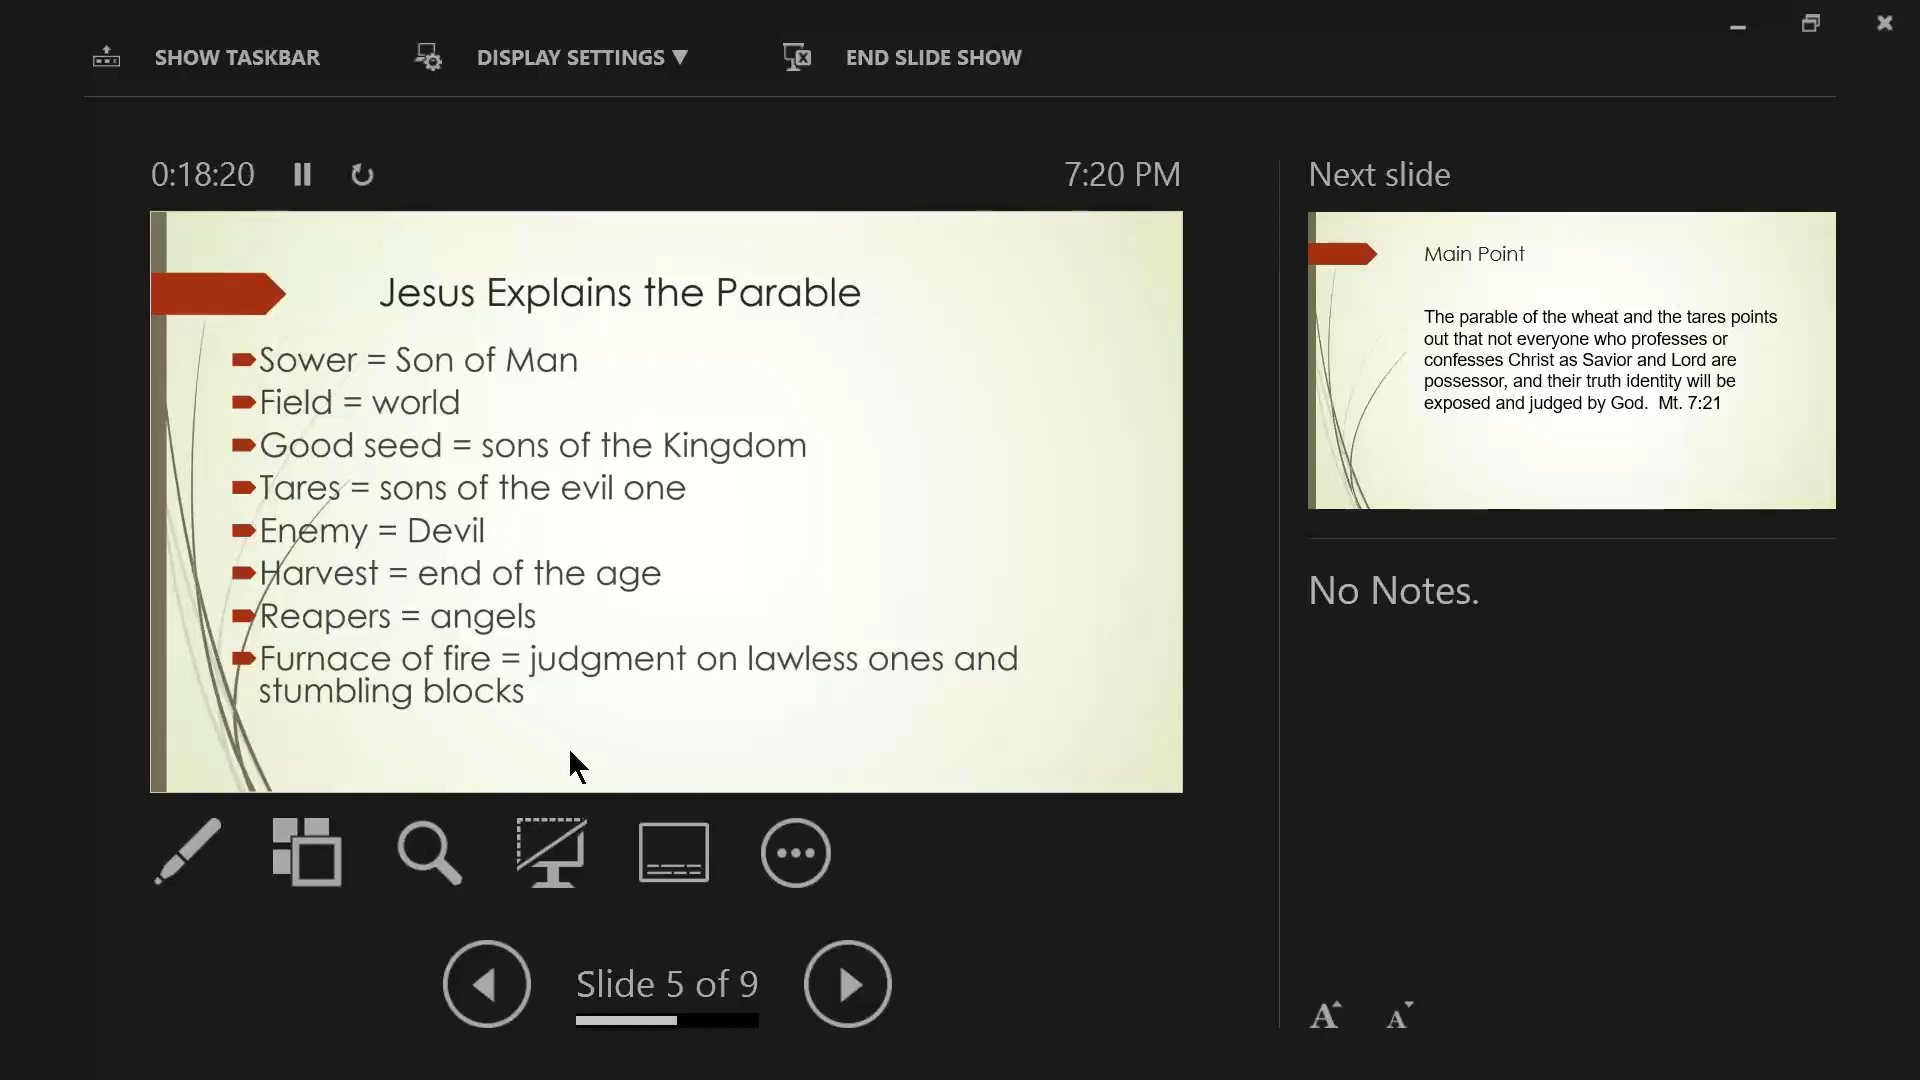 SHOW TASKBAR
DISPLAY SETTINGS ▼
END SLIDE SHOW
0:18:20
7:20 PM
Jesus Explains the Parable
Sower = Son of Man
Field = world
Good seed = sons of the Kingdom
Tares = sons of the evil one
Enemy = Devil
Harvest = end of the age
Reapers = angels
Furnace of fire = judgment on lawless ones and
stumbling blocks
Slide 5 of 9
Next slide
Main Point
The parable of the wheat and the tares points
out that not everyone who professes or
confesses Christ as Savior and Lord are
possessor, and their truth identity will be
exposed and judged by God.  Mt. 7:21
No Notes.
A A